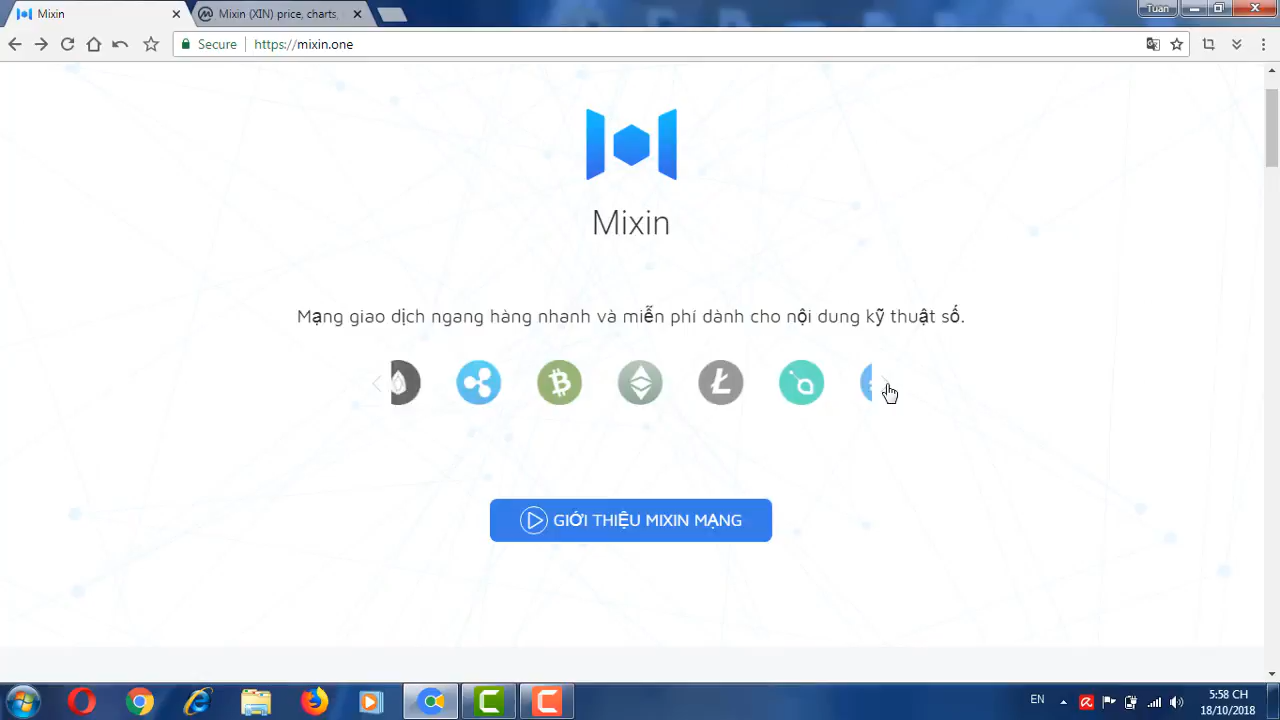 Mixin
Mixin (XIN) price, charts,
Tuan
Secure
https://mixin.one
Mixin
Mạng giao dịch ngang hàng nhanh và miễn phí dành cho nội dung kỹ thuật số.
GIỚI THIỆU MIXIN MẠNG
EN
5:58 CH
18/10/2018